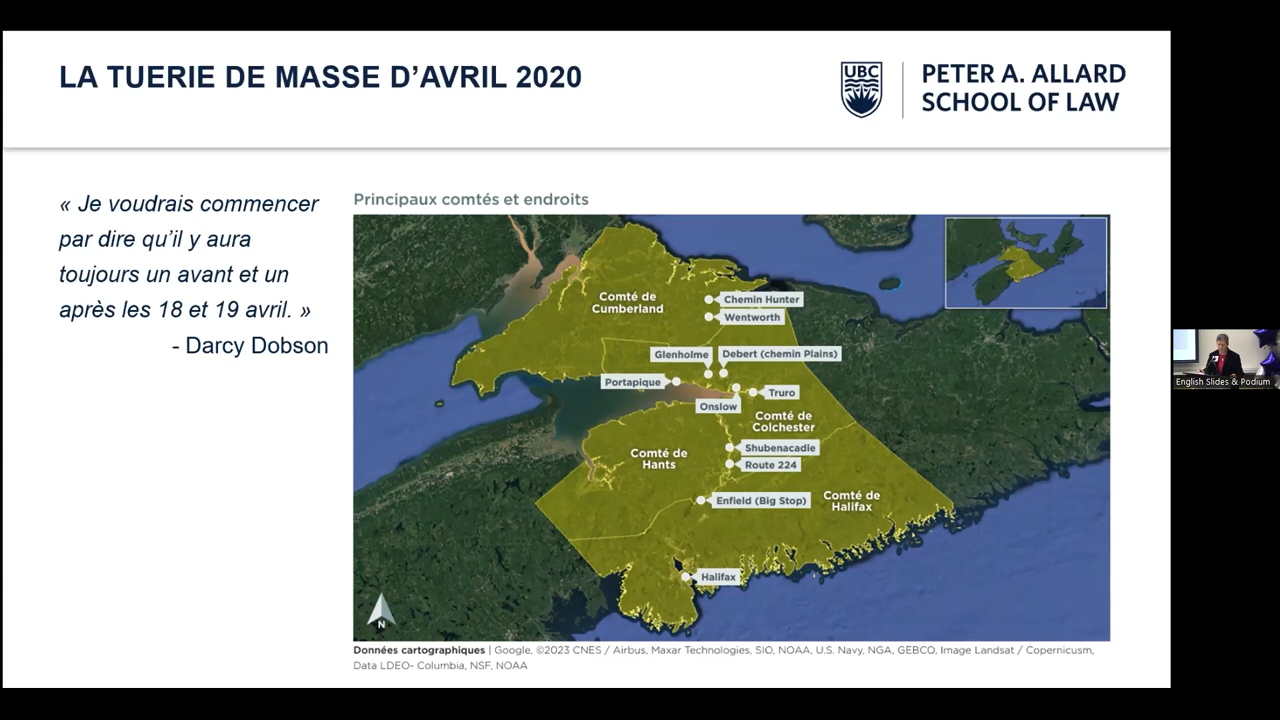 LA TUERIE DE MASSE D’AVRIL 2020
UBC
PETER A. ALLARD
SCHOOL OF LAW
« Je voudrais commencer
par dire qu’il y aura
toujours un avant et un
après les 18 et 19 avril. »
- Darcy Dobson
Principaux comtés et endroits
Comté de
Cumberland
Chemin Hunter
Wentworth
Glenholme
Debert (chemin Plains)
Portapique
Truro
Onslow
Comté de
Colchester
Shubenacadie
Comté de
Hants
Route 224
Enfield (Big Stop)
Comté de
Halifax
Halifax
N
Données cartographiques | Google, ©2023 CNES / Airbus, Maxar Technologies, SIO, NOAA, U.S. Navy, NGA, GEBCO, Image Landsat / Copernicusm,
Data LDEO- Columbia, NSF, NOAA
English Slides & Podium